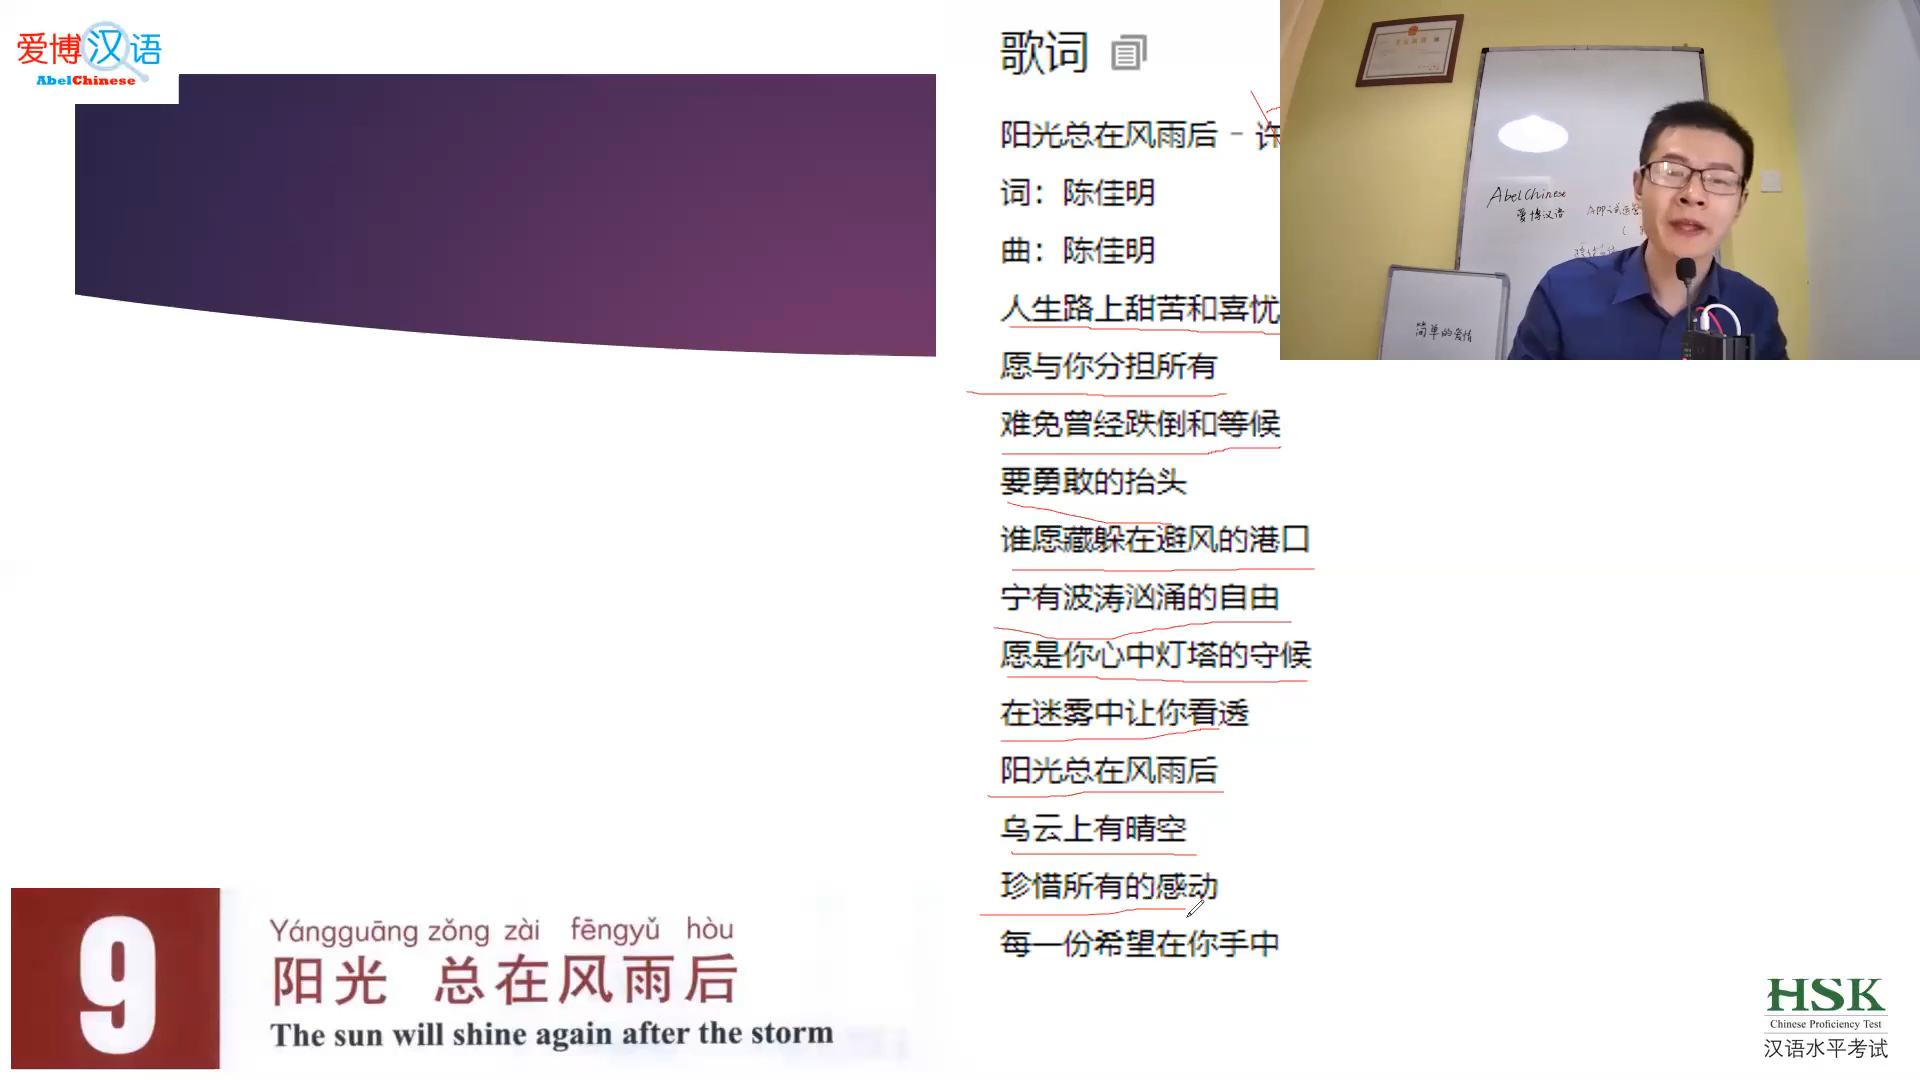 爱博汉语
AbelChinese
歌词
阳光总在风雨后 - 许
词：陈佳明
曲：陈佳明
人生路上甜苦和喜忧
愿与你分担所有
难免曾经跌倒和等候
要勇敢的抬头
谁愿藏躲在避风的港口
宁有波涛汹涌的自由
愿是你心中灯塔的守候
在迷雾中让你看透
阳光总在风雨后
乌云上有晴空
珍惜所有的感动
每一份希望在你手中
AbelChinese
爱博汉语
简单的爱情
9
Yángguāng zǒng zài fēngyǔ hòu
阳光 总在风雨后
The sun will shine again after the storm
HSK
Chinese Proficiency Test
汉语水平考试